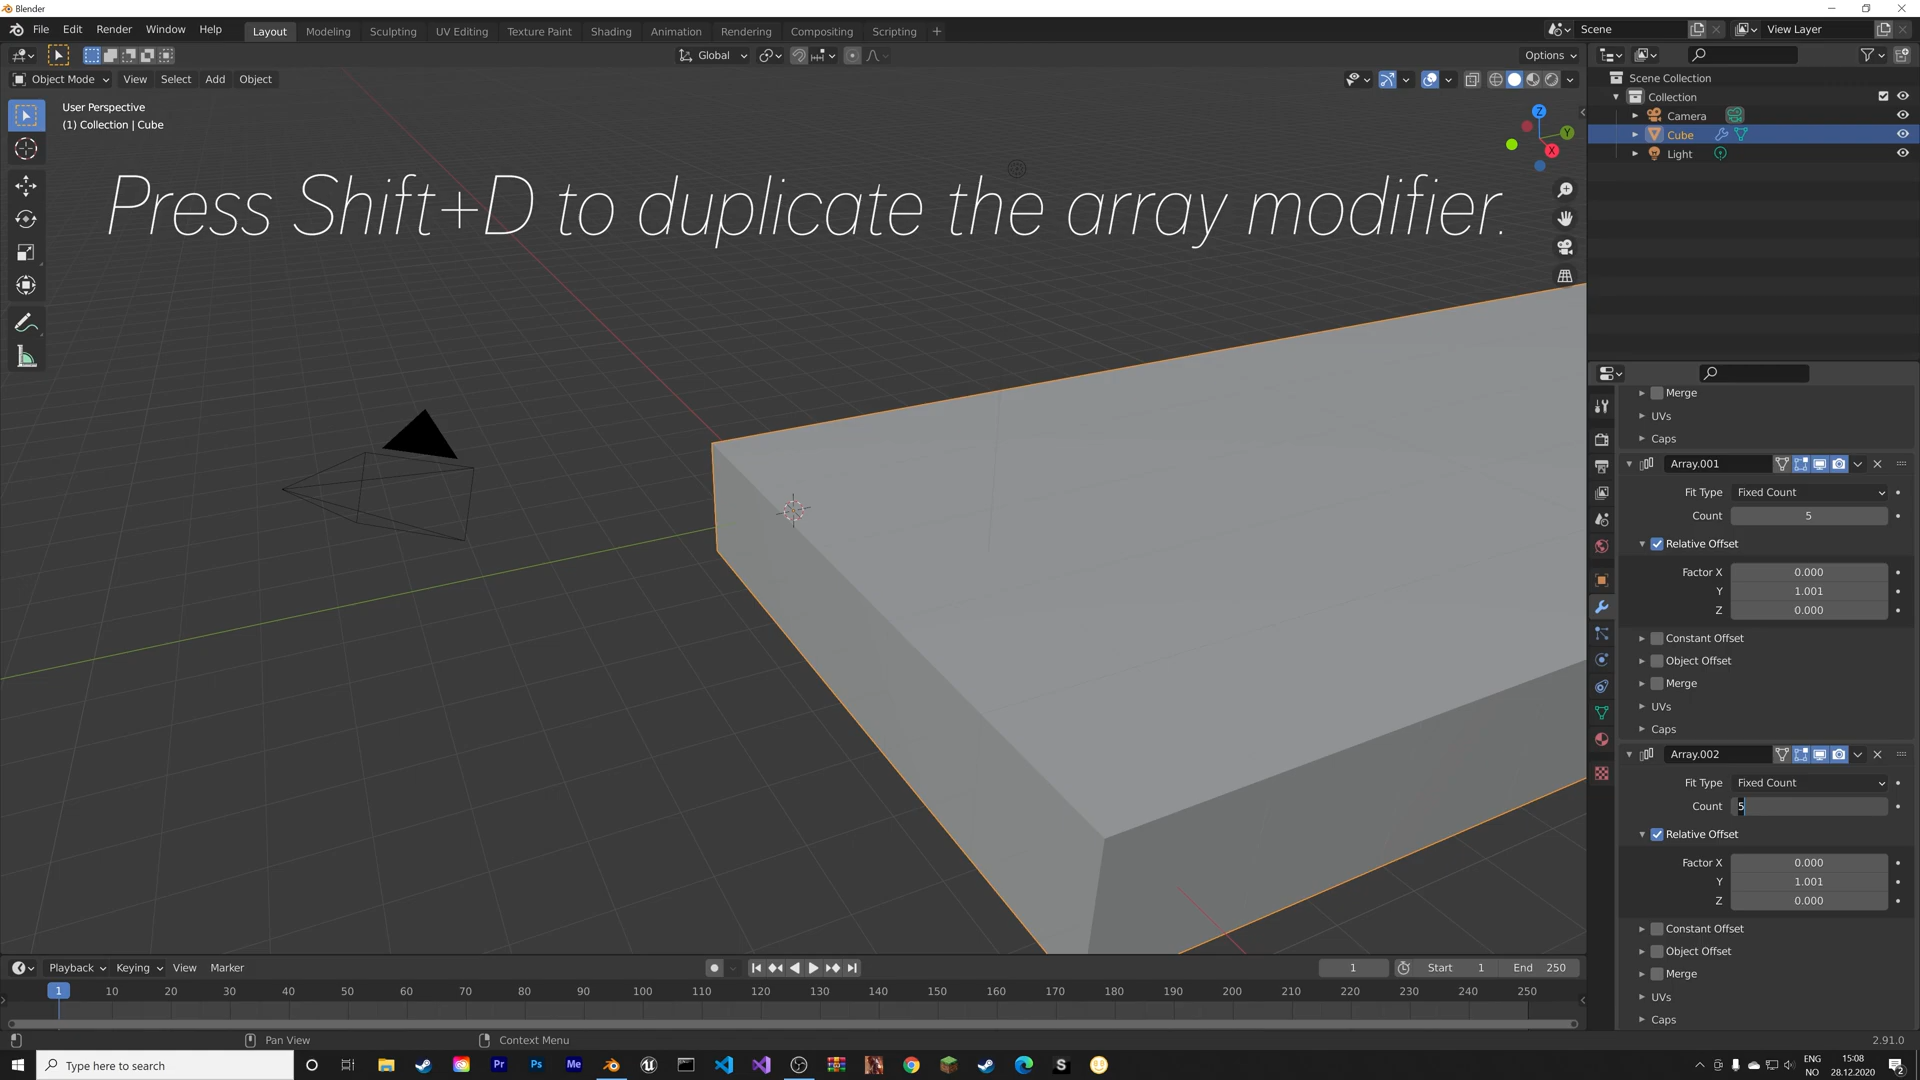 Blender
File Edit Render Window Help Layout Modeling Sculpting UV Editing Texture Paint Shading Animation Rendering Compositing Scripting + Scene View Layer
Global Options
Object Mode View Select Add Object
User Perspective
(1) Collection | Cube
Z
Y
X
Press Shift+D to duplicate the array modifier.
Scene Collection
Collection
Camera
Cube
Light
Merge
UVs
Caps
Array.001
Fit Type Fixed Count
Count 5
Relative Offset
Factor X 0.000
Y 1.001
Z 0.000
Constant Offset
Object Offset
Merge
UVs
Caps
Array.002
Fit Type Fixed Count
Count 5
Relative Offset
Factor X 0.000
Y 1.001
Z 0.000
Constant Offset
Object Offset
Merge
UVs
Caps
Playback Keying View Marker 1 Start 1 End 250
1 10 20 30 40 50 60 70 80 90 100 110 120 130 140 150 160 170 180 190 200 210 220 230 240 250
Pan View Context Menu 2.91.0
Type here to search Pr Ps Me S
ENG 15:08
NO 28.12.2020 2